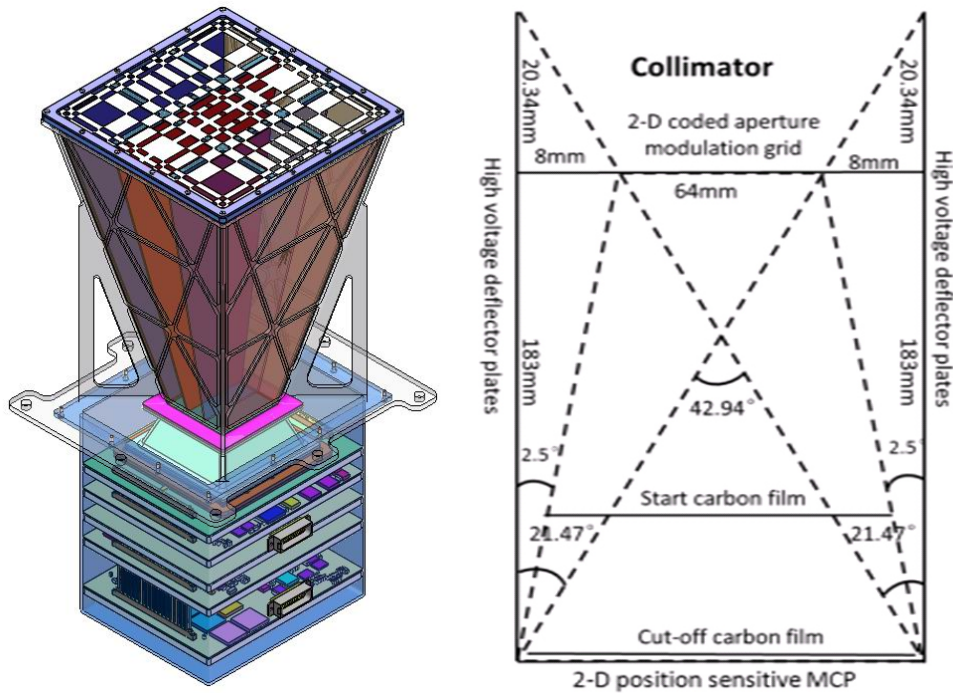 20.34mm
Collimator
20.34mm
2-D coded aperture
modulation grid
8mm
8mm
64mm
High voltage deflector plates
High voltage deflector plates
183mm
183mm
42.94°
2.5°
2.5°
Start carbon film
21.47°
21.47°
Cut-off carbon film
2-D position sensitive MCP